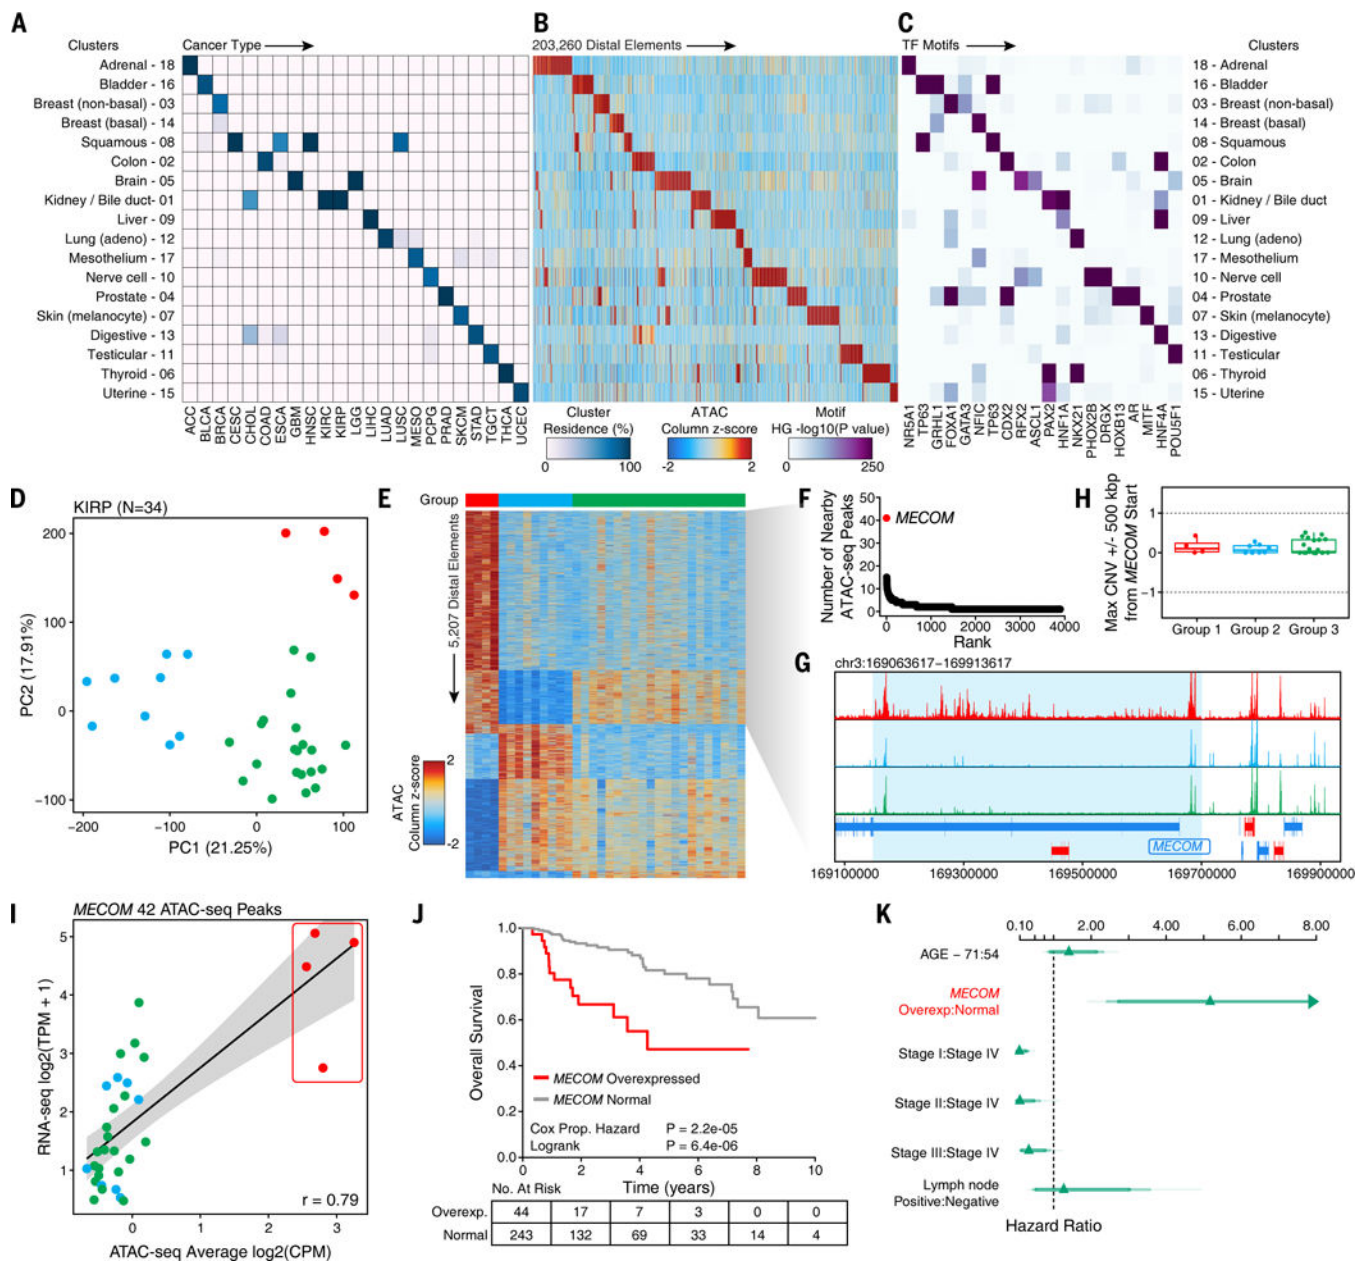 A
B
C
Clusters
Cancer Type
203,260 Distal Elements
TF Motifs
Clusters
Adrenal - 18
Bladder - 16
Breast (non-basal) - 03
Breast (basal) - 14
Squamous - 08
Colon - 02
Brain - 05
Kidney / Bile duct- 01
Liver - 09
Lung (adeno) - 12
Mesothelium - 17
Nerve cell - 10
Prostate - 04
Skin (melanocyte) - 07
Digestive - 13
Testicular - 11
Thyroid - 06
Uterine - 15
18 - Adrenal
16 - Bladder
03 - Breast (non-basal)
14 - Breast (basal)
08 - Squamous
02 - Colon
05 - Brain
01 - Kidney / Bile duct
09 - Liver
12 - Lung (adeno)
17 - Mesothelium
10 - Nerve cell
04 - Prostate
07 - Skin (melanocyte)
13 - Digestive
11 - Testicular
06 - Thyroid
15 - Uterine
ACC
BLCA
BRCA
CESC
CHOL
COAD
ESCA
GBM
HNSC
KIRC
KIRP
LGG
LIHC
LUAD
LUSC
MESO
PCPG
PRAD
SKCM
STAD
TGCT
THCA
UCEC
Cluster
Residence (%)
0 100
ATAC
Column z-score
-2 2
Motif
HG -log10(P value)
0 250
NR5A1
TP63
GRHL1
FOXA1
GATA3
NFIC
TP63
CDX2
RFX2
ASCL1
PAX2
HNF1A
NKX21
PHOX2B
DRGX
HOXB13
AR
MITF
HNF4A
POU5F1
D
KIRP (N=34)
PC2 (17.91%)
200
100
0
−100
−200 −100 0 100
PC1 (21.25%)
E
Group
5,207 Distal Elements
ATAC
Column z-score
2
-2
F
Number of Nearby
ATAC-seq Peaks
50
40
30
20
10
0
MECOM
0 1000 2000 3000 4000
Rank
H
Max CNV +/- 500 kbp
from MECOM Start
1
0
−1
Group 1 Group 2 Group 3
G
chr3:169063617−169913617
MECOM
169100000 169300000 169500000 169700000 169900000
I
MECOM 42 ATAC-seq Peaks
RNA-seq log2(TPM + 1)
5
4
3
2
1
r = 0.79
0 1 2 3
ATAC-seq Average log2(CPM)
J
Overall Survival
1.0
0.8
0.6
0.4
0.2
0.0
MECOM Overexpressed
MECOM Normal
Cox Prop. Hazard P = 2.2e-05
Logrank P = 6.4e-06
0 2 4 6 8 10
No. At Risk Time (years)
Overexp. 44 17 7 3 0 0
Normal 243 132 69 33 14 4
K
0.10 2.00 4.00 6.00 8.00
AGE − 71:54
MECOM
Overexp:Normal
Stage I:Stage IV
Stage II:Stage IV
Stage III:Stage IV
Lymph node
Positive:Negative
Hazard Ratio